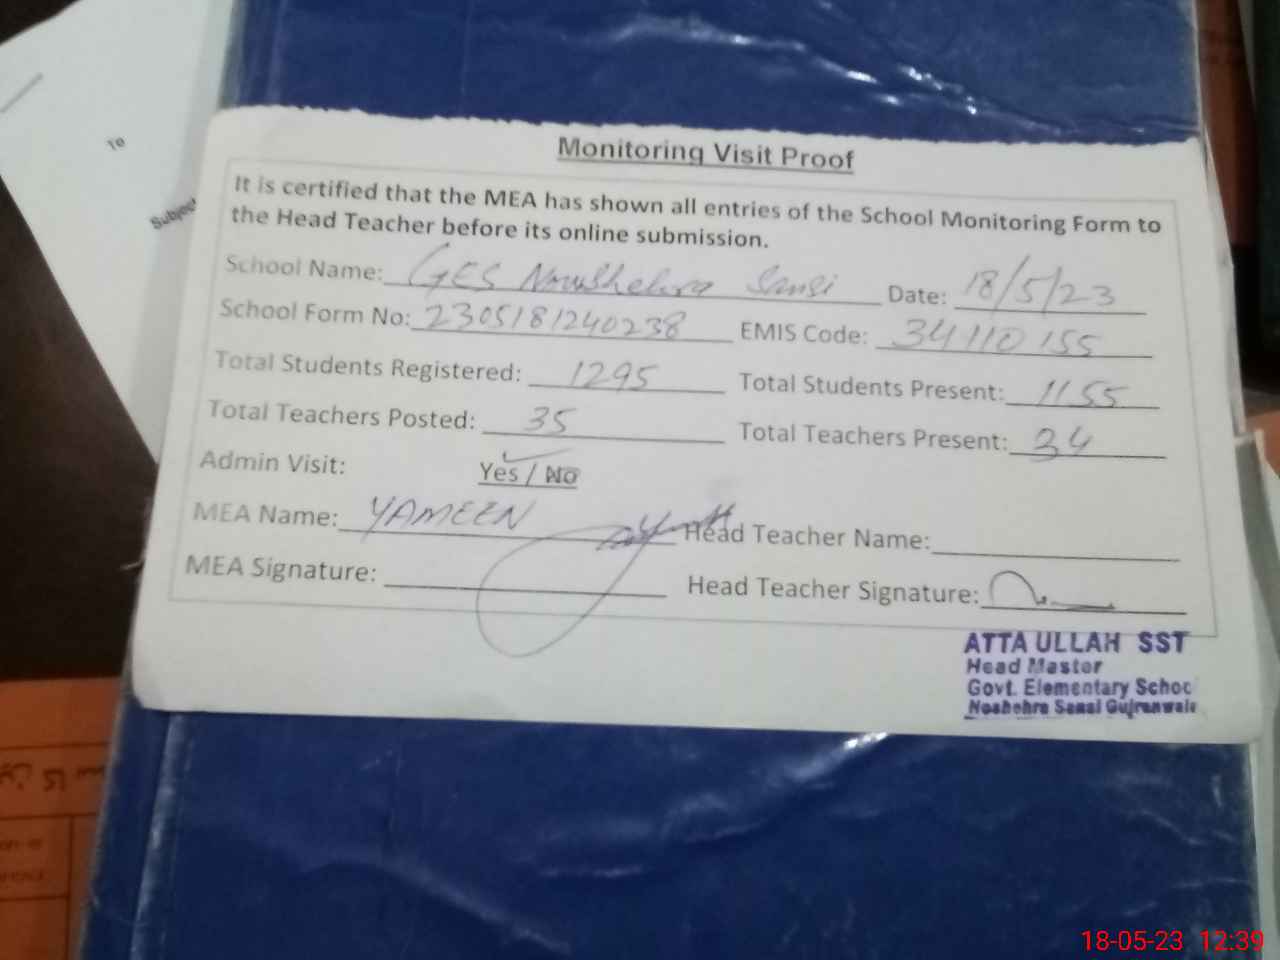 To
Subject
Monitoring Visit Proof
It is certified that the MEA has shown all entries of the School Monitoring Form to
the Head Teacher before its online submission.
School Name: GES Nowshehra Sansi Date: 18/5/23
School Form No: 2305181240238 EMIS Code: 34110155
Total Students Registered: 1295 Total Students Present: 1155
Total Teachers Posted: 35 Total Teachers Present: 34
Admin Visit: Yes / No
MEA Name: YAMEEN Head Teacher Name:
MEA Signature: Head Teacher Signature:
ATTA ULLAH SST
Head Master
Govt. Elementary Schoo
Noshehra Sansi Gujranwala
18-05-23 12:39